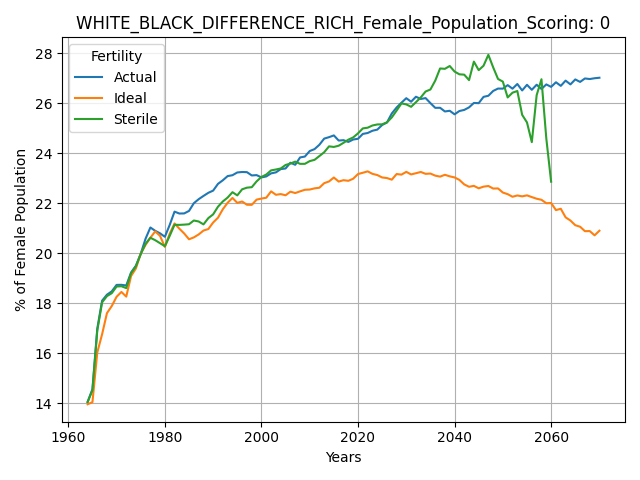 WHITE_BLACK_DIFFERENCE_RICH_Female_Population_Scoring: 0
Fertility
Actual
Ideal
Sterile
% of Female Population
28
26
24
22
20
18
16
14
1960
1980
2000
2020
2040
2060
Years